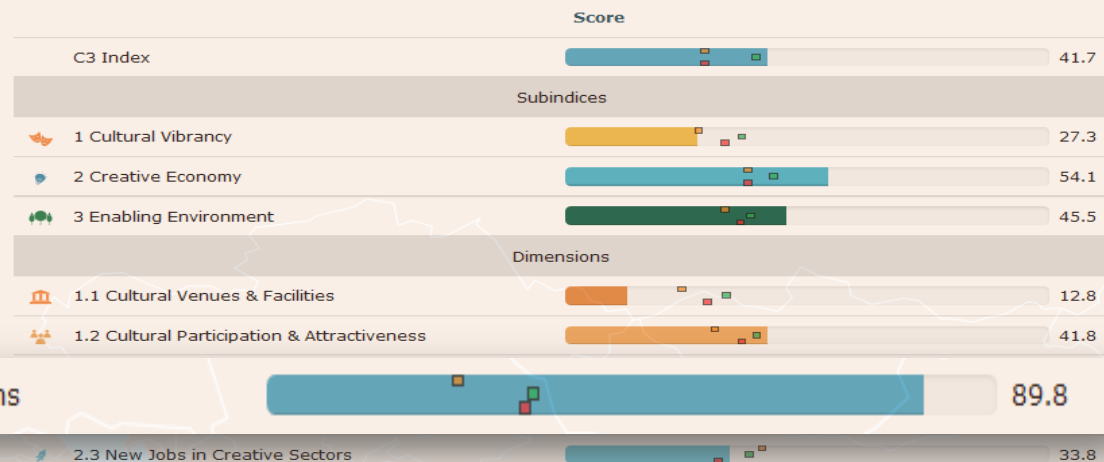 Score
C3 Index 41.7
Subindices
1 Cultural Vibrancy 27.3
2 Creative Economy 54.1
3 Enabling Environment 45.5
Dimensions
1.1 Cultural Venues & Facilities 12.8
1.2 Cultural Participation & Attractiveness 41.8
ns 89.8
2.3 New Jobs in Creative Sectors 33.8